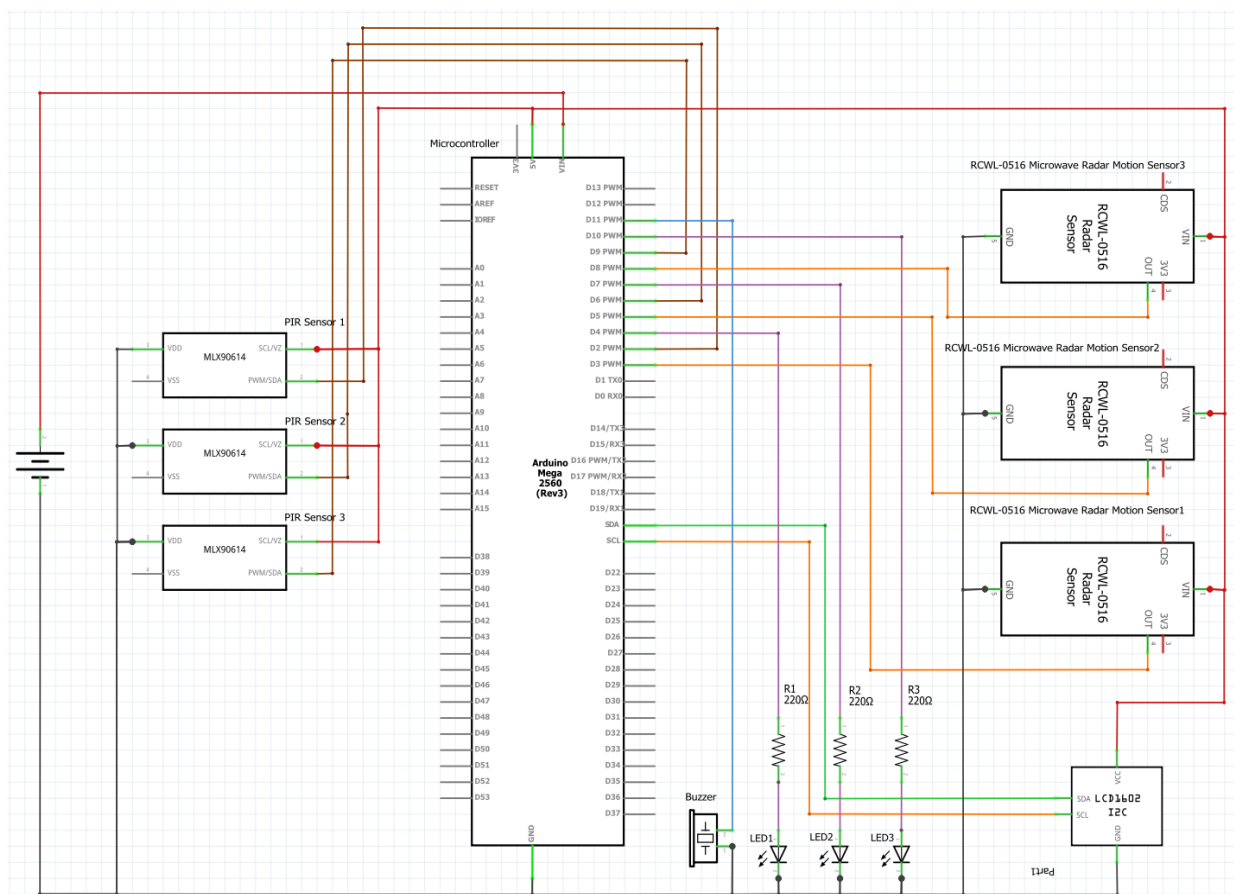 Microcontroller
3V3
5V
VIN
RESET
AREF
IOREF
A0
A1
A2
A3
A4
A5
A6
A7
A8
A9
A10
A11
A12
A13
A14
A15
D38
D39
D40
D41
D42
D43
D44
D45
D46
D47
D48
D49
D50
D51
D52
D53
GND
Arduino
Mega
2560
(Rev3)
D13 PWM
D12 PWM
D11 PWM
D10 PWM
D9 PWM
D8 PWM
D7 PWM
D6 PWM
D5 PWM
D4 PWM
D2 PWM
D3 PWM
D1 TX0
D0 RX0
D14/TX3
D15/RX3
D16 PWM/TX
D17 PWM/RX
D18/TX1
D19/RX1
SDA
SCL
D22
D23
D24
D25
D26
D27
D28
D29
D30
D31
D32
D33
D34
D35
D36
D37
PIR Sensor 1
VDD
VSS
MLX90614
SCL/VZ
PWM/SDA
PIR Sensor 2
VDD
VSS
MLX90614
SCL/VZ
PWM/SDA
PIR Sensor 3
VDD
VSS
MLX90614
SCL/VZ
PWM/SDA
RCWL-0516 Microwave Radar Motion Sensor3
RCWL-0516
Radar
Sensor
GND
CDS
VIN
OUT
3V3
RCWL-0516 Microwave Radar Motion Sensor2
RCWL-0516
Radar
Sensor
GND
CDS
VIN
OUT
3V3
RCWL-0516 Microwave Radar Motion Sensor1
RCWL-0516
Radar
Sensor
GND
CDS
VIN
OUT
3V3
R1
220Ω
R2
220Ω
R3
220Ω
Buzzer
LED1
LED2
LED3
VCC
SDA
SCL
GND
LCD1602
I2C
Part1